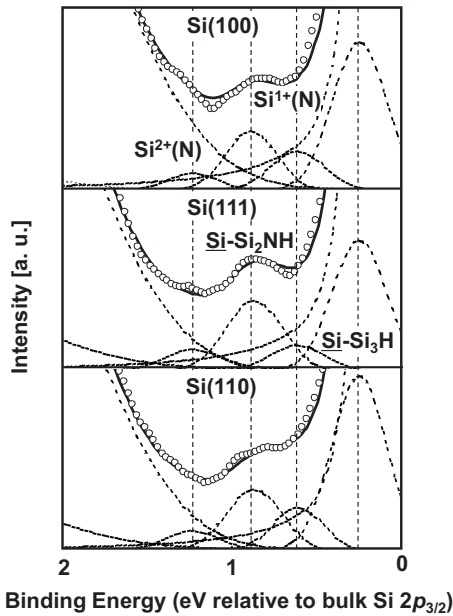 Si(100)
Si¹⁺(N)
Si²⁺(N)
Si(111)
Si-Si₂NH
Si-Si₃H
Si(110)
Intensity [a. u.]
2 1 0
Binding Energy (eV relative to bulk Si 2p₃/₂)